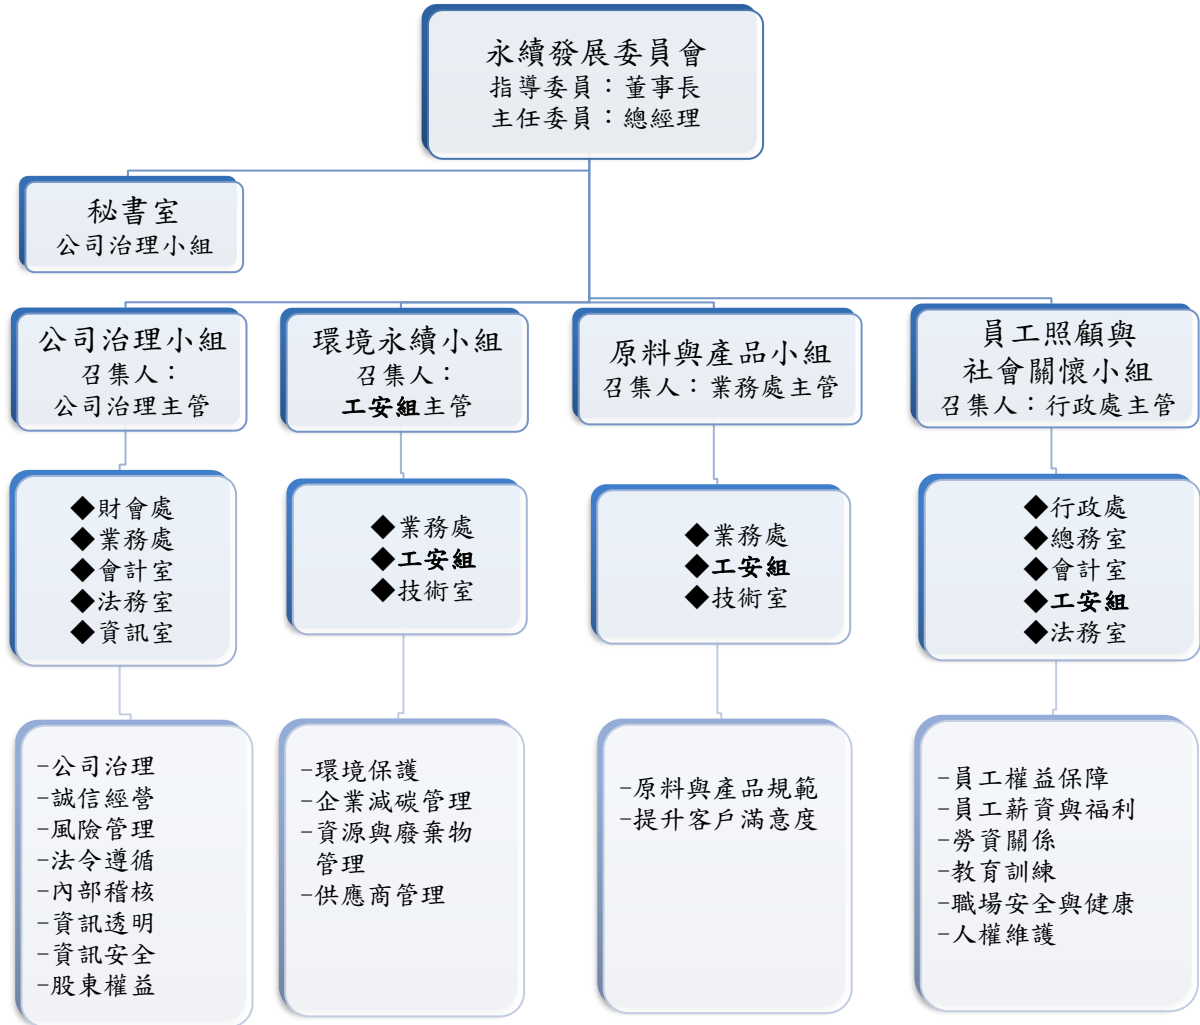 永續發展委員會
指導委員：董事長
主任委員：總經理
秘書室
公司治理小組
公司治理小組
召集人：
公司治理主管
環境永續小組
召集人：
工安組主管
原料與產品小組
召集人：業務處主管
員工照顧與
社會關懷小組
召集人：行政處主管
◆財會處
◆業務處
◆會計室
◆法務室
◆資訊室
◆業務處
◆工安組
◆技術室
◆業務處
◆工安組
◆技術室
◆行政處
◆總務室
◆會計室
◆工安組
◆法務室
-公司治理
-誠信經營
-風險管理
-法令遵循
-內部稽核
-資訊透明
-資訊安全
-股東權益
-環境保護
-企業減碳管理
-資源與廢棄物
管理
-供應商管理
-原料與產品規範
-提升客戶滿意度
-員工權益保障
-員工薪資與福利
-勞資關係
-教育訓練
-職場安全與健康
-人權維護